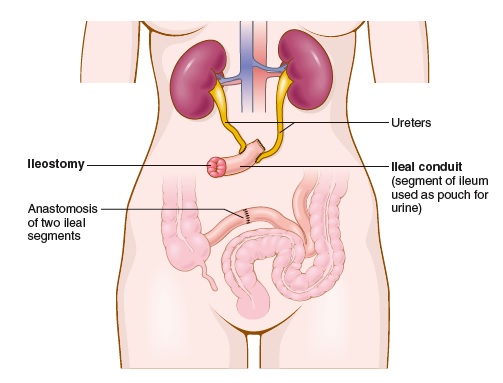 Ureters
Ileostomy
Ileal conduit
(segment of ileum
used as pouch for
urine)
Anastomosis
of two ileal
segments